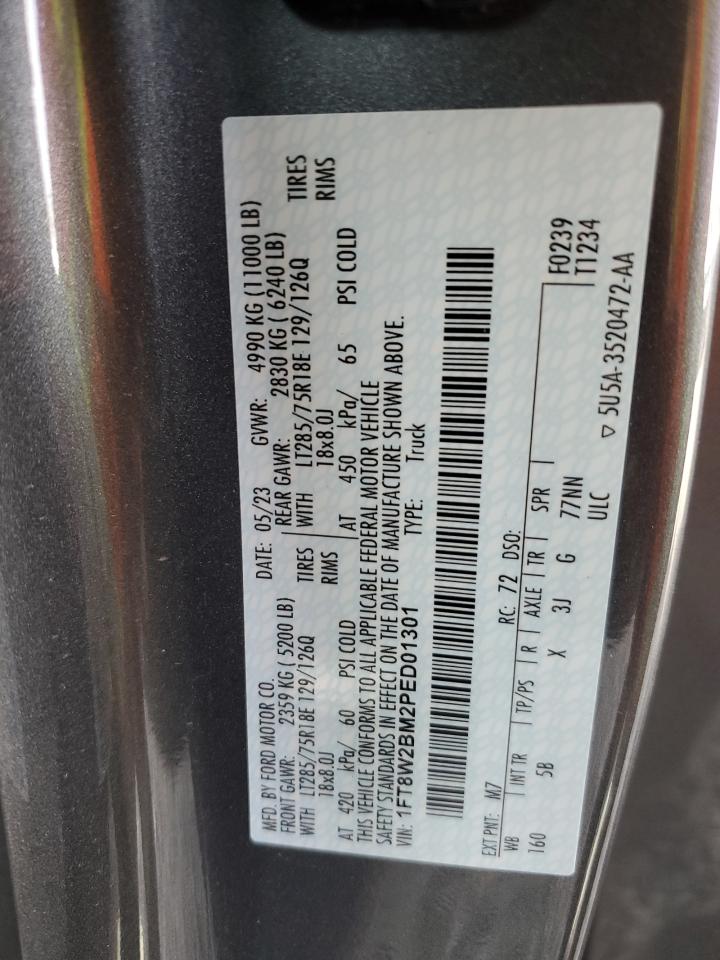 MFD. BY FORD MOTOR CO. DATE: 05/23 GVWR: 4990 KG (11000 LB)
FRONT GAWR: 2359 KG ( 5200 LB) REAR GAWR: 2830 KG ( 6240 LB)
WITH LT285/75R18E 129/126Q TIRES WITH LT285/75R18E 129/126Q TIRES
18x8.0J RIMS 18x8.0J RIMS
AT 420 kPa/ 60 PSI COLD AT 450 kPa/ 65 PSI COLD
THIS VEHICLE CONFORMS TO ALL APPLICABLE FEDERAL MOTOR VEHICLE
SAFETY STANDARDS IN EFFECT ON THE DATE OF MANUFACTURE SHOWN ABOVE.
VIN: 1FT8W2BM2PED01301 TYPE: Truck
EXT PNT: M7 RC: 72 DSO: F0239
WB INT TR TP/PS R AXLE TR SPR T1234
160 5B X 3J G 77NN
ULC ▽ 5U5A-3520472-AA